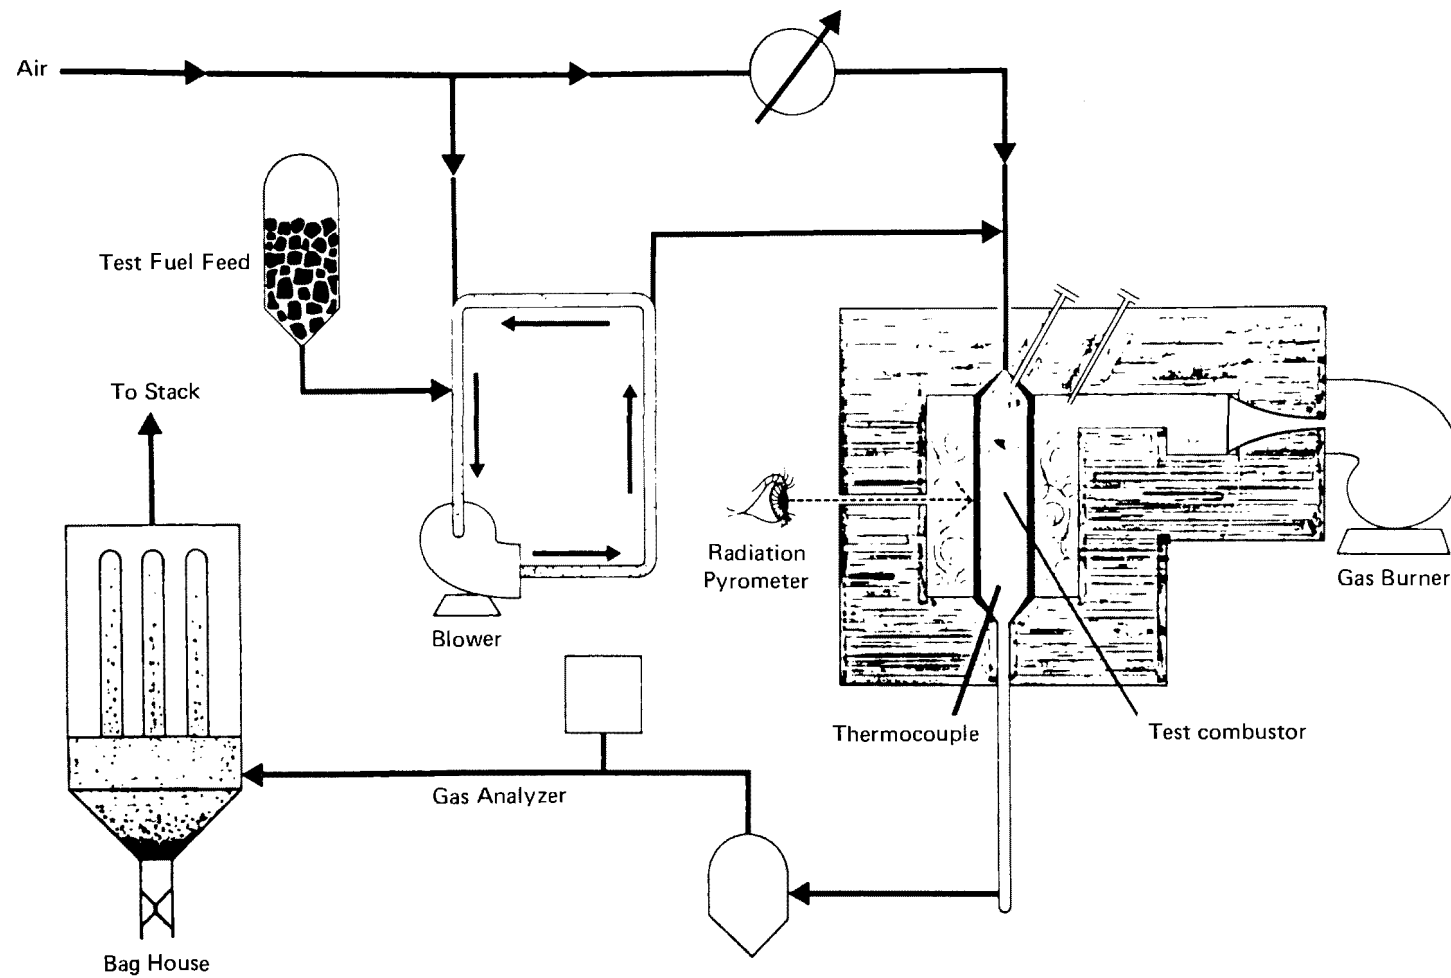 Air
Test Fuel Feed
To Stack
Radiation
Pyrometer
Gas Burner
Blower
Thermocouple
Test combustor
Gas Analyzer
Bag House